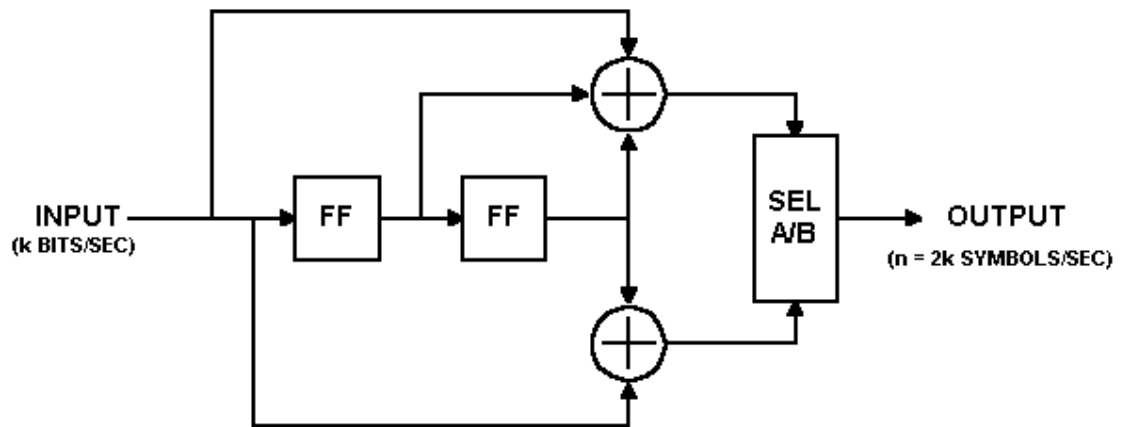 INPUT
(k BITS/SEC)
FF
FF
SEL
A/B
OUTPUT
(n = 2k SYMBOLS/SEC)